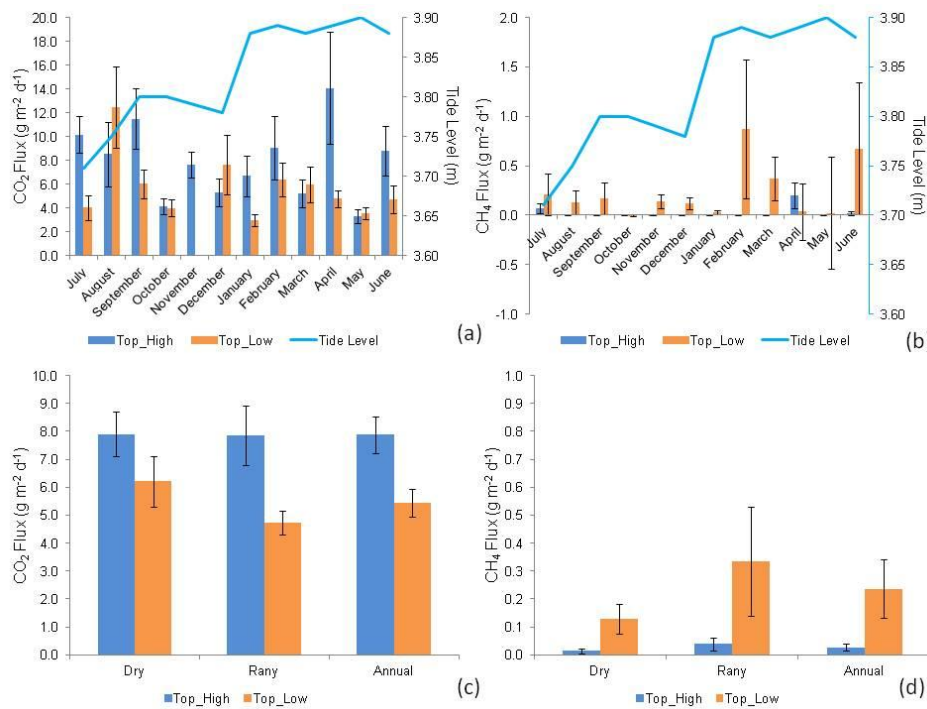 20.0
18.0
16.0
14.0
12.0
10.0
8.0
6.0
4.0
2.0
0.0
CO₂ Flux (g m⁻² d⁻¹)
3.90
3.85
3.80
3.75
3.70
3.65
3.60
Tide Level (m)
July
August
September
October
November
December
January
February
March
April
May
June
Top_High Top_Low Tide Level
(a)
2.0
1.5
1.0
0.5
0.0
-0.5
-1.0
CH₄ Flux (g m⁻² d⁻¹)
3.90
3.85
3.80
3.75
3.70
3.65
3.60
Tide Level (m)
July
August
September
October
November
December
January
February
March
April
May
June
Top_High Top_Low Tide Level
(b)
10.0
9.0
8.0
7.0
6.0
5.0
4.0
3.0
2.0
1.0
0.0
CO₂ Flux (g m⁻² d⁻¹)
Dry Rany Annual
Top_High Top_Low
(c)
1.0
0.9
0.8
0.7
0.6
0.5
0.4
0.3
0.2
0.1
0.0
CH₄ Flux (g m⁻² d⁻¹)
Dry Rany Annual
Top_High Top_Low
(d)